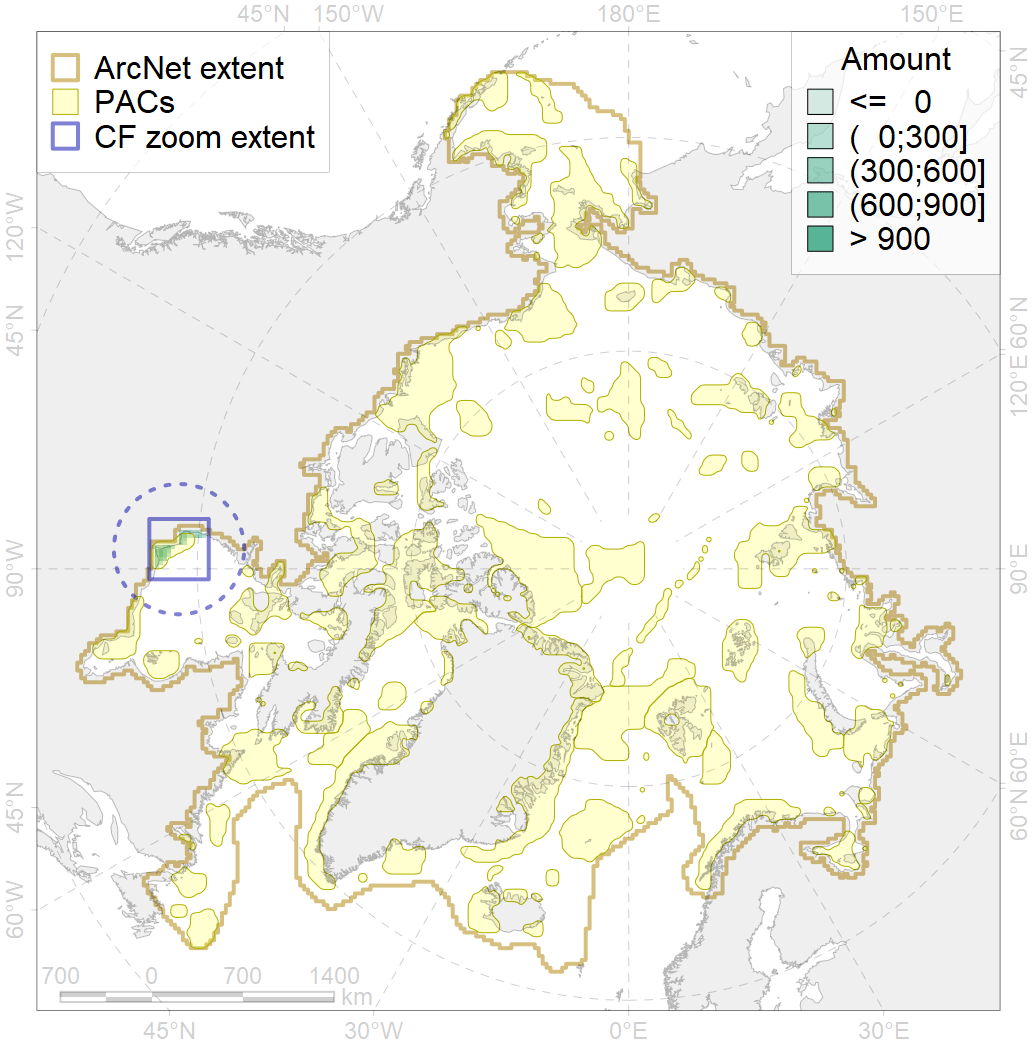 45°N 150°W 180°E 150°E
ArcNet extent
PACs
CF zoom extent
Amount
<= 0
( 0;300]
(300;600]
(600;900]
> 900
45°N
120°W
45°N
90°W
45°N
60°W
60°N
120°E
90°E
60°E
60°N
700 0 700 1400
km
45°N 30°W 0°E 30°E